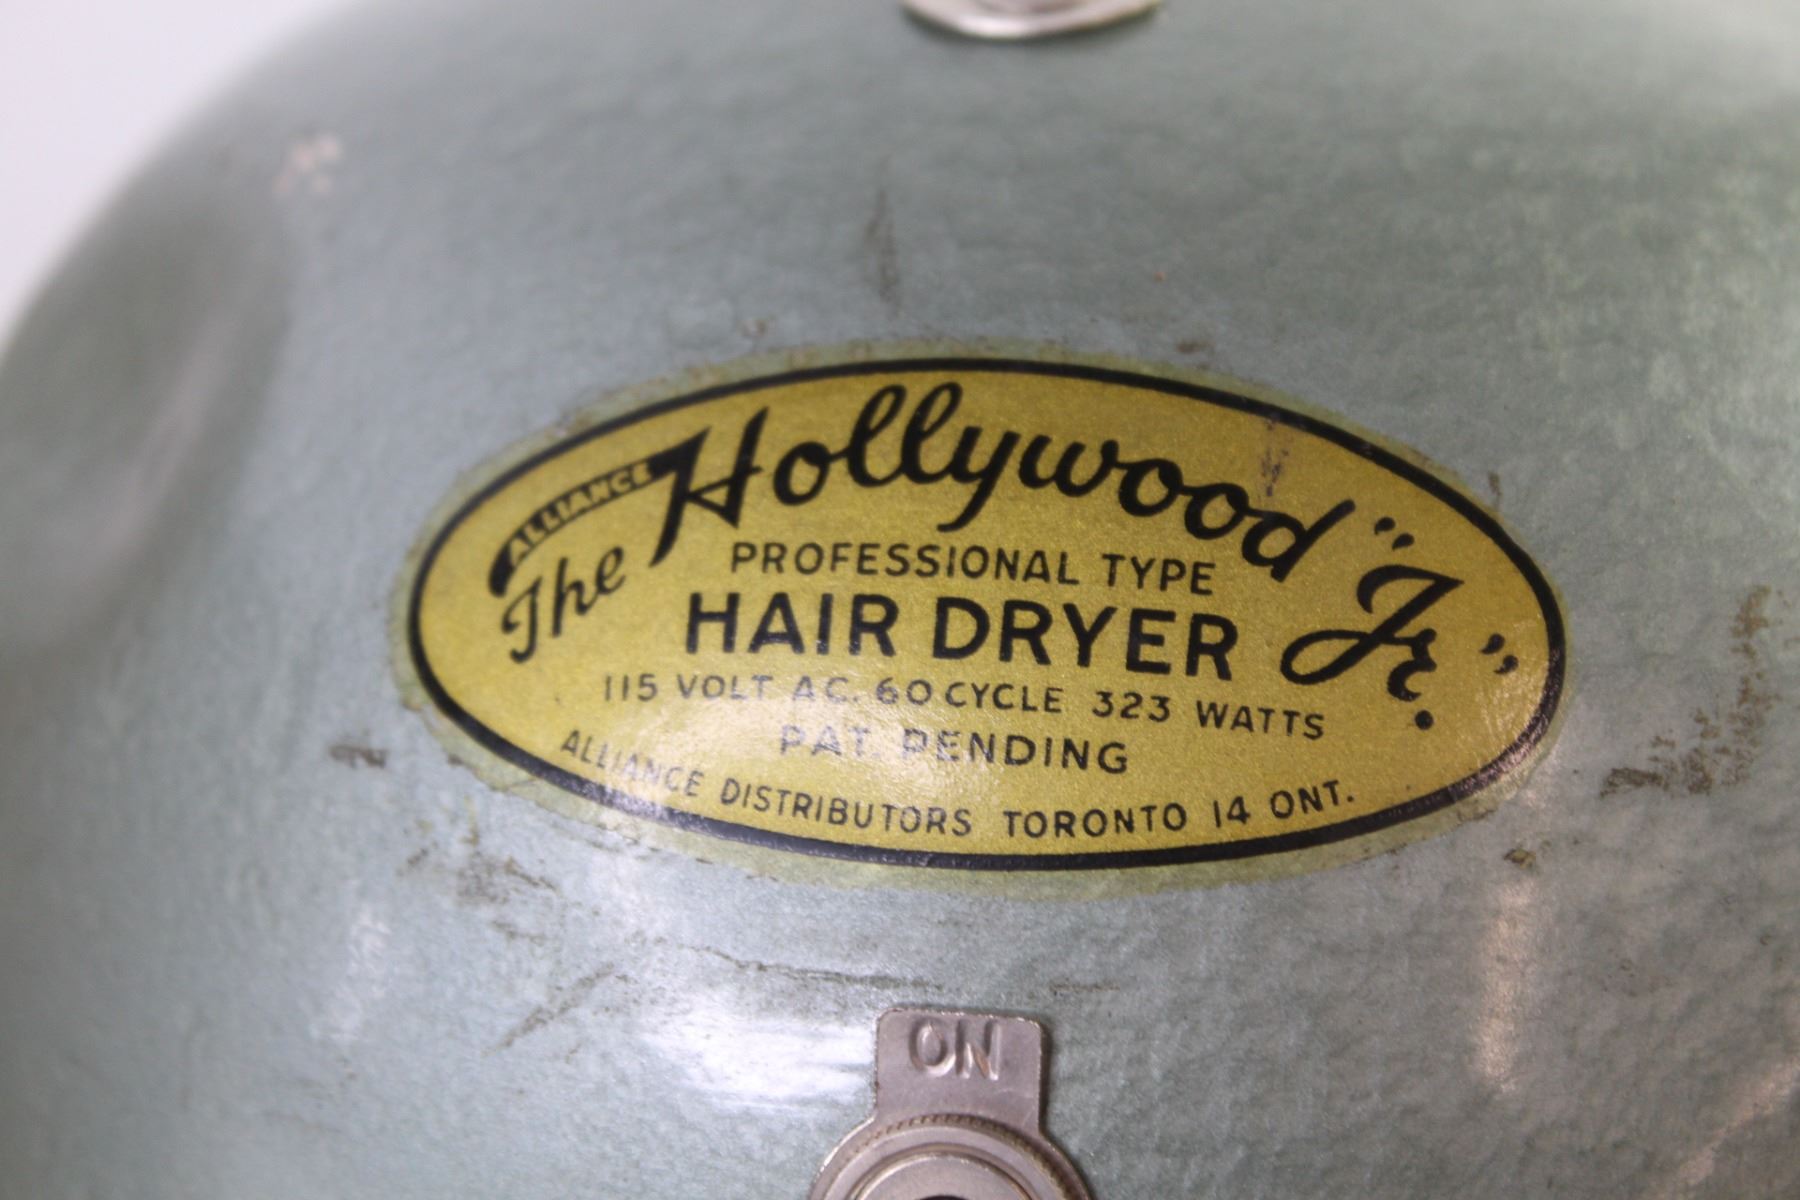 ALLIANCE
The Hollywood "Jr."
PROFESSIONAL TYPE
HAIR DRYER
115 VOLT AC. 60 CYCLE 323 WATTS
PAT. PENDING
ALLIANCE DISTRIBUTORS TORONTO 14 ONT.
ON